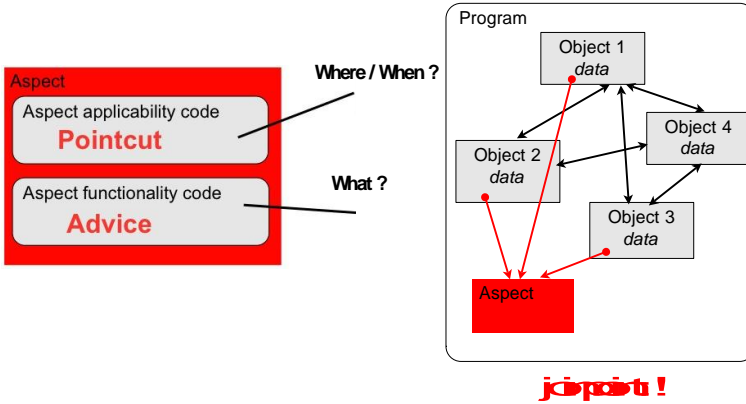 Aspect
Aspect applicability code
Pointcut
Aspect functionality code
Advice
Where / When ?
What ?
Program
Object 1
data
Object 4
data
Object 2
data
Object 3
data
Aspect
joinpoints !